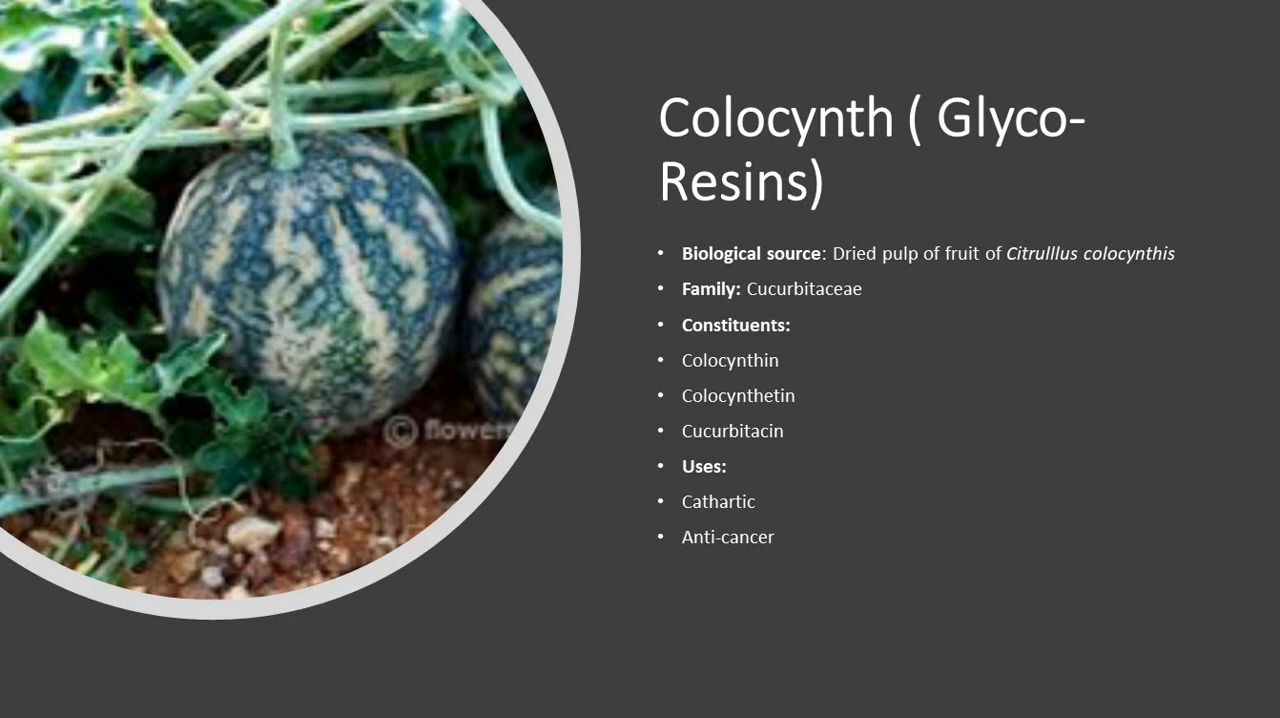 Colocynth ( Glyco-
Resins)
• Biological source: Dried pulp of fruit of Citrulllus colocynthis
• Family: Cucurbitaceae
• Constituents:
• Colocynthin
• Colocynthetin
• Cucurbitacin
• Uses:
• Cathartic
• Anti-cancer
©